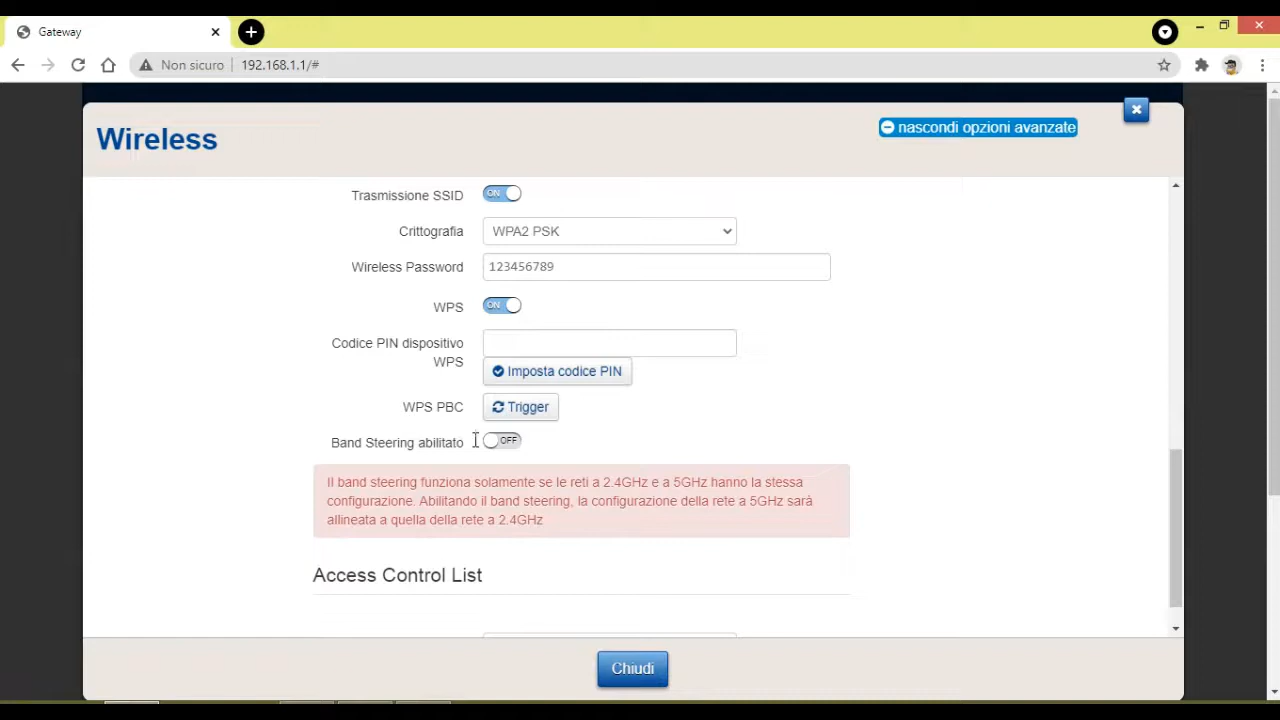 Gateway
Non sicuro
192.168.1.1/#
Wireless
nascondi opzioni avanzate
Trasmissione SSID
ON
Crittografia
WPA2 PSK
Wireless Password
123456789
WPS
ON
Codice PIN dispositivo
WPS
Imposta codice PIN
WPS PBC
Trigger
Band Steering abilitato
OFF
Il band steering funziona solamente se le reti a 2.4GHz e a 5GHz hanno la stessa
configurazione. Abilitando il band steering, la configurazione della rete a 5GHz sarà
allineata a quella della rete a 2.4GHz
Access Control List
Chiudi